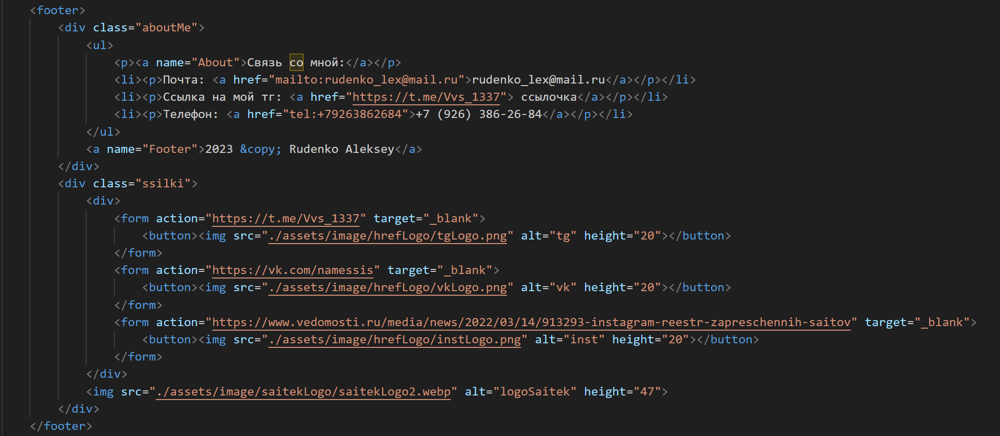 <footer>
<div class="aboutMe">
<ul>
<p><a name="About">Связь со мной:</a></p>
<li><p>Почта: <a href="mailto:rudenko_lex@mail.ru">rudenko_lex@mail.ru</a></p></li>
<li><p>Ссылка на мой тг: <a href="https://t.me/Vvs_1337"> ссылочка</a></p></li>
<li><p>Телефон: <a href="tel:+79263862684">+7 (926) 386-26-84</a></p></li>
</ul>
<a name="Footer">2023 &copy; Rudenko Aleksey</a>
</div>
<div class="ssilki">
<div>
<form action="https://t.me/Vvs_1337" target="_blank">
<button><img src="./assets/image/hrefLogo/tgLogo.png" alt="tg" height="20"></button>
</form>
<form action="https://vk.com/namessis" target="_blank">
<button><img src="./assets/image/hrefLogo/vkLogo.png" alt="vk" height="20"></button>
</form>
<form action="https://www.vedomosti.ru/media/news/2022/03/14/913293-instagram-reestr-zapreschennih-saitov" target="_blank">
<button><img src="./assets/image/hrefLogo/instLogo.png" alt="inst" height="20"></button>
</form>
</div>
<img src="./assets/image/saitekLogo/saitekLogo2.webp" alt="logoSaitek" height="47">
</div>
</footer>